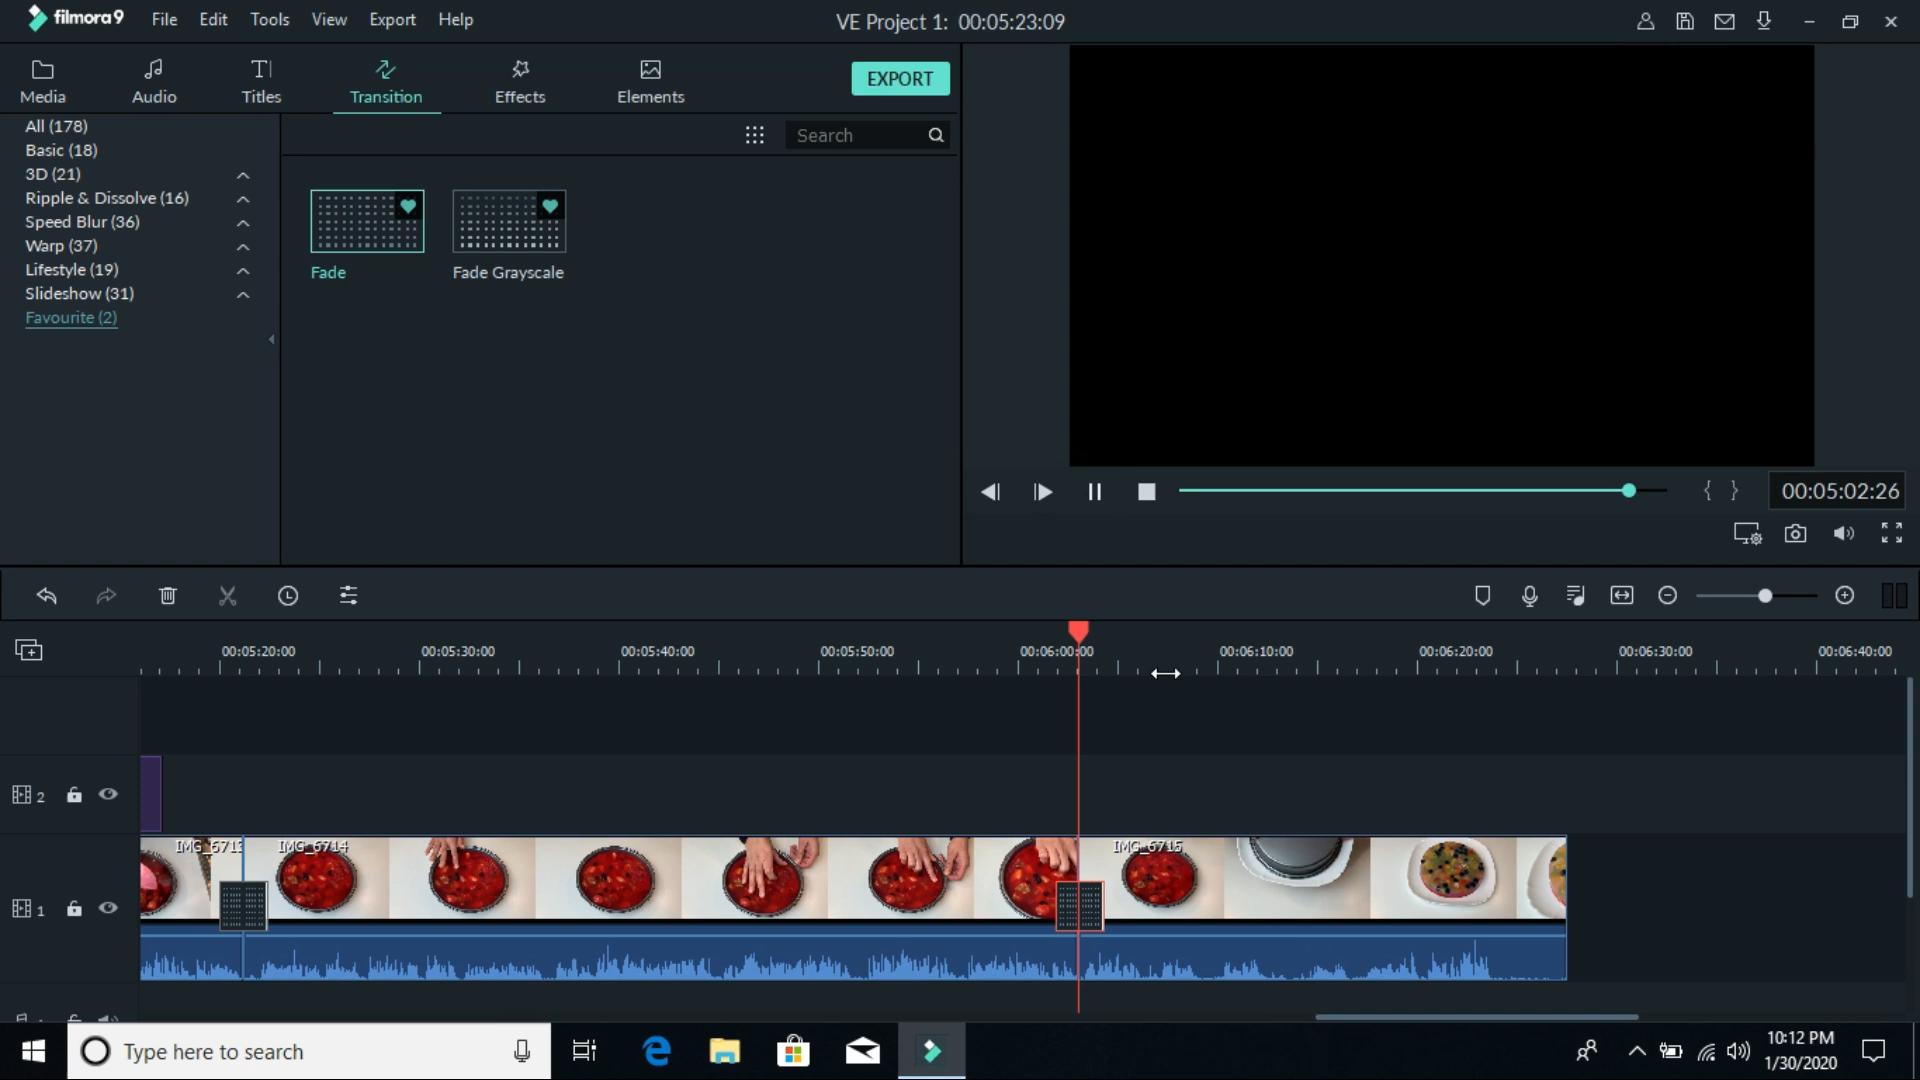 filmora9 File Edit Tools View Export Help VE Project 1: 00:05:23:09
Media Audio Titles Transition Effects Elements EXPORT
All (178)
Basic (18)
3D (21)
Ripple & Dissolve (16)
Speed Blur (36)
Warp (37)
Lifestyle (19)
Slideshow (31)
Favourite (2)
Search
Fade Fade Grayscale
00:05:02:26
00:05:20:00 00:05:30:00 00:05:40:00 00:05:50:00 00:06:00:00 00:06:10:00 00:06:20:00 00:06:30:00 00:06:40:00
2
IMG_6713 IMG_6714 IMG_6715
1
Type here to search
10:12 PM
1/30/2020